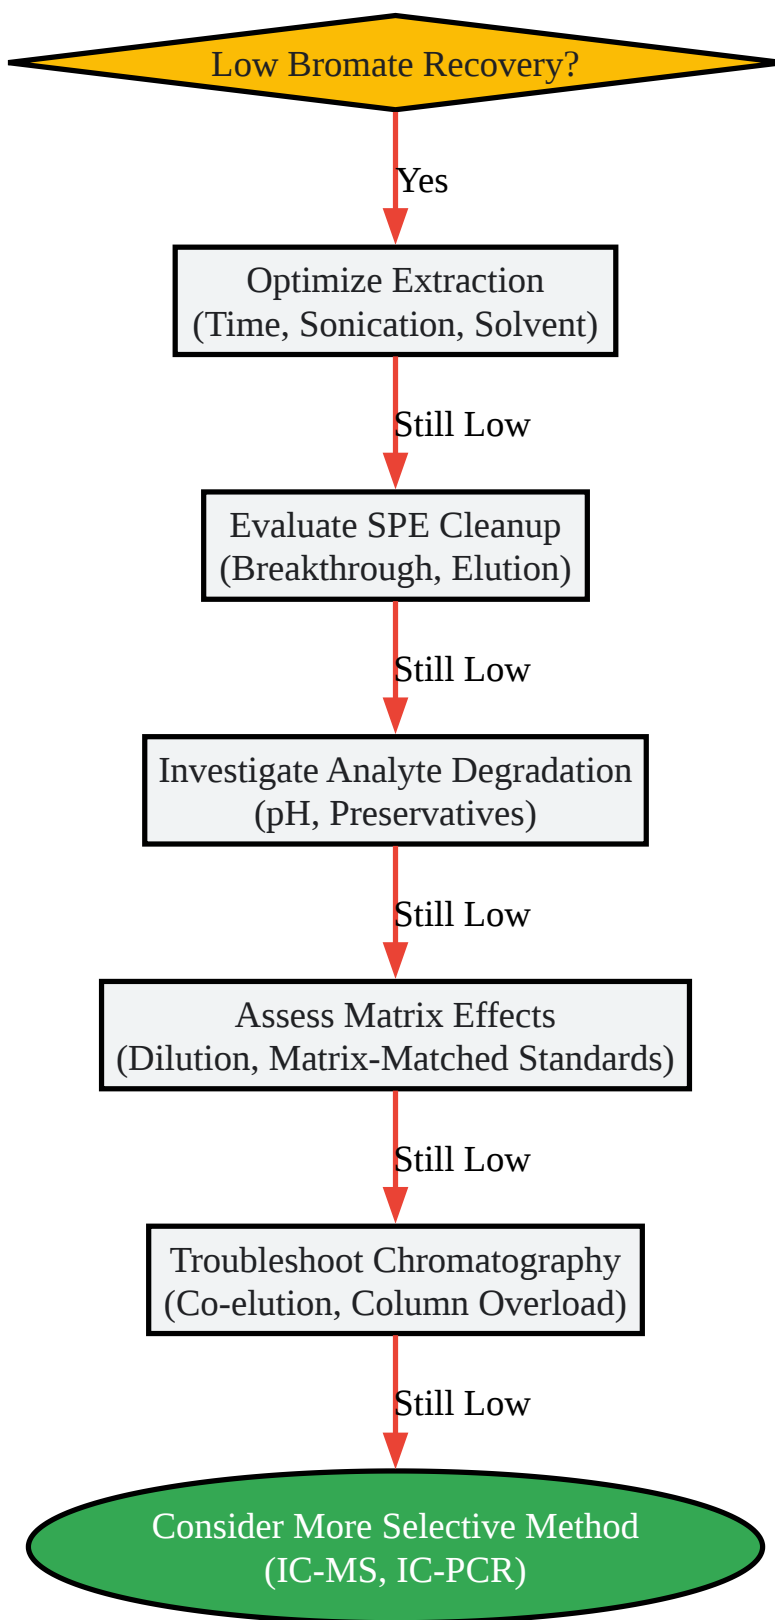 Low Bromate Recovery?
Yes
Optimize Extraction
(Time, Sonication, Solvent)
Still Low
Evaluate SPE Cleanup
(Breakthrough, Elution)
Still Low
Investigate Analyte Degradation
(pH, Preservatives)
Still Low
Assess Matrix Effects
(Dilution, Matrix-Matched Standards)
Still Low
Troubleshoot Chromatography
(Co-elution, Column Overload)
Still Low
Consider More Selective Method
(IC-MS, IC-PCR)